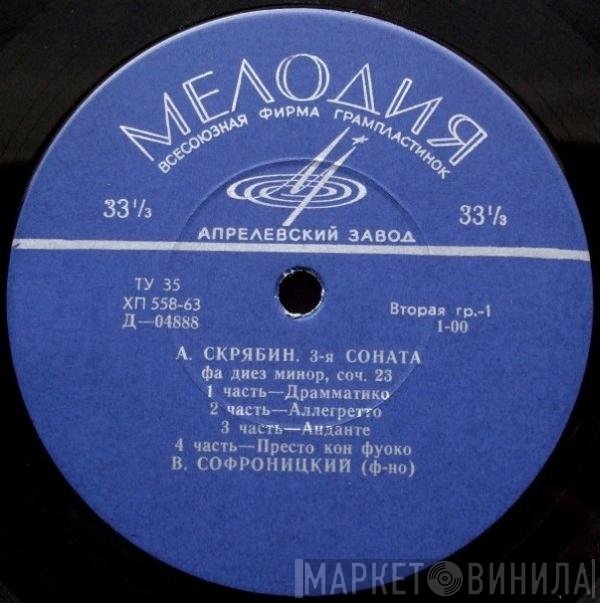 МЕЛОДИЯ
ВСЕСОЮЗНАЯ ФИРМА ГРАМПЛАСТИНОК
33⅓ 33⅓
АПРЕЛЕВСКИЙ ЗАВОД
ТУ 35
ХП 558-63
Д—04888
Вторая гр.-1
1-00
А. СКРЯБИН. 3-я СОНАТА
фа диез минор, соч. 23
1 часть—Драмматико
2 часть—Аллегретто
3 часть—Анданте
4 часть—Престо кон фуоко
В. СОФРОНИЦКИЙ (ф-но)
МАРКЕТ ВИНИЛА